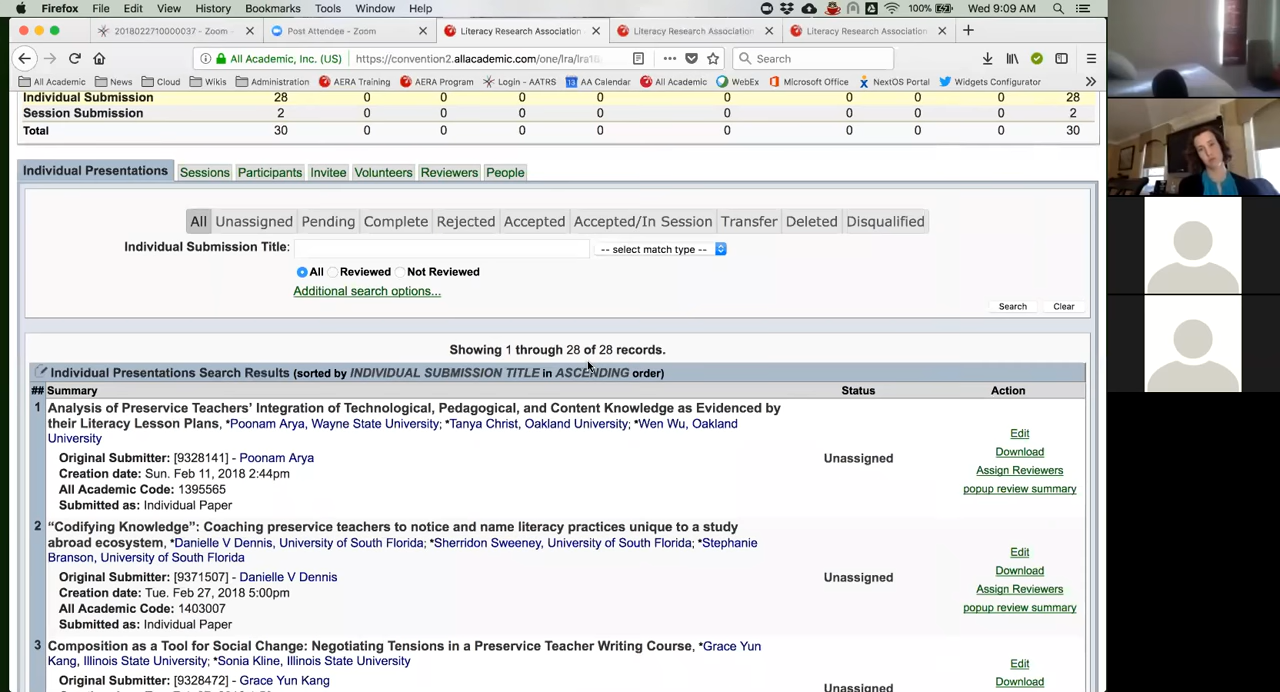 Firefox File Edit View History Bookmarks Tools Window Help 100% Wed 9:09 AM
2018022710000037 - Zoom Post Attendee - Zoom Literacy Research Association Literacy Research Association Literacy Research Association
All Academic, Inc. (US) https://convention2.allacademic.com/one/lra/lra18 Search
All Academic News Cloud Wikis Administration AERA Training AERA Program Login - AATRS AA Calendar All Academic WebEx Microsoft Office NextOS Portal Widgets Configurator
Individual Submission 28 0 0 0 0 0 0 0 0 28
Session Submission 2 0 0 0 0 0 0 0 0 2
Total 30 0 0 0 0 0 0 0 0 30
Individual Presentations Sessions Participants Invitee Volunteers Reviewers People
All Unassigned Pending Complete Rejected Accepted Accepted/In Session Transfer Deleted Disqualified
Individual Submission Title: -- select match type --
All Reviewed Not Reviewed
Additional search options...
Search Clear
Showing 1 through 28 of 28 records.
Individual Presentations Search Results (sorted by INDIVIDUAL SUBMISSION TITLE in ASCENDING order)
## Summary Status Action
1 Analysis of Preservice Teachers' Integration of Technological, Pedagogical, and Content Knowledge as Evidenced by
their Literacy Lesson Plans, *Poonam Arya, Wayne State University; *Tanya Christ, Oakland University; *Wen Wu, Oakland
University
Edit
Original Submitter: [9328141] - Poonam Arya Unassigned Download
Creation date: Sun. Feb 11, 2018 2:44pm Assign Reviewers
All Academic Code: 1395565 popup review summary
Submitted as: Individual Paper
2 “Codifying Knowledge”: Coaching preservice teachers to notice and name literacy practices unique to a study
abroad ecosystem, *Danielle V Dennis, University of South Florida; *Sherridon Sweeney, University of South Florida; *Stephanie
Branson, University of South Florida Edit
Original Submitter: [9371507] - Danielle V Dennis Unassigned Download
Creation date: Tue. Feb 27, 2018 5:00pm Assign Reviewers
All Academic Code: 1403007 popup review summary
Submitted as: Individual Paper
3 Composition as a Tool for Social Change: Negotiating Tensions in a Preservice Teacher Writing Course, *Grace Yun
Kang, Illinois State University; *Sonia Kline, Illinois State University Edit
Original Submitter: [9328472] - Grace Yun Kang Download
Unassigned